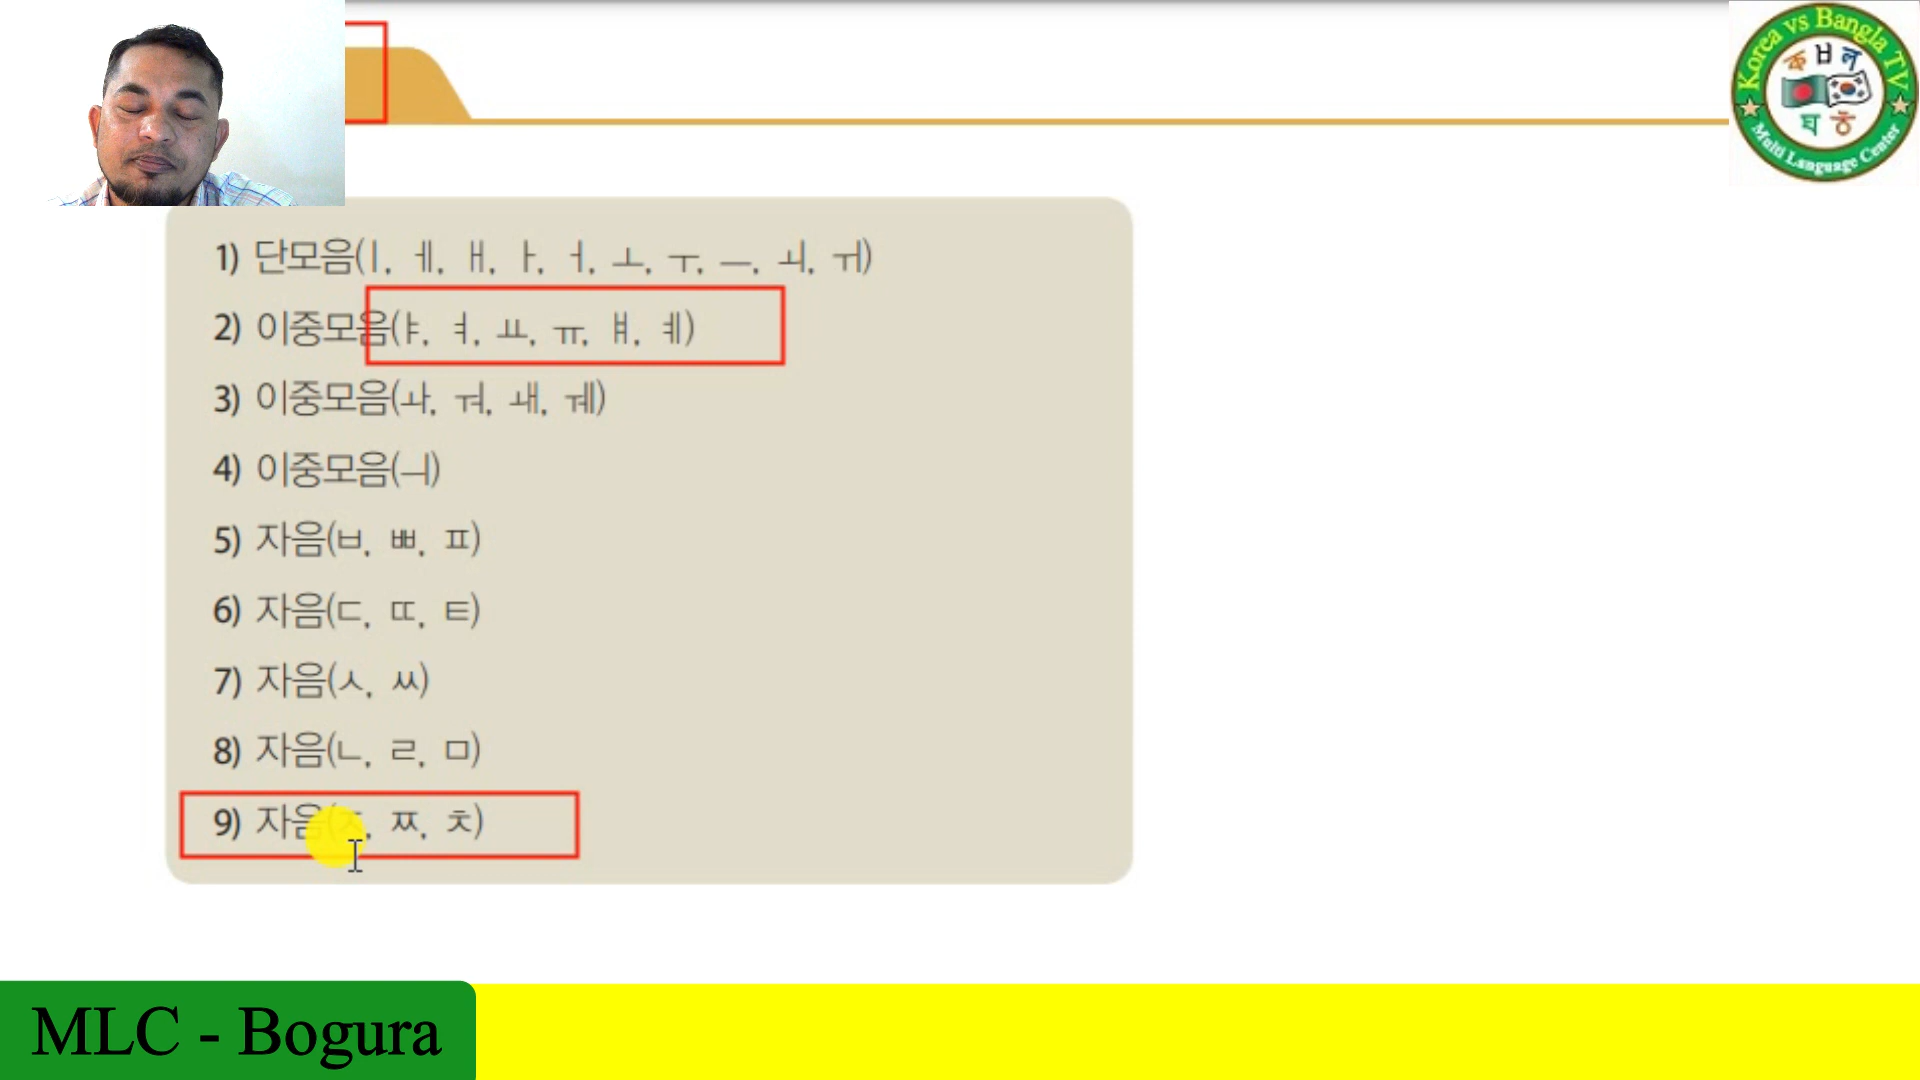 Korea vs Bangla TV
ক ㅂ ল
ঘ ㅎ
Multi Language Center
1) 단모음(ㅣ, ㅔ, ㅐ, ㅏ, ㅓ, ㅗ, ㅜ, ㅡ, ㅚ, ㅟ)
2) 이중모음(ㅑ, ㅕ, ㅛ, ㅠ, ㅒ, ㅖ)
3) 이중모음(ㅘ, ㅝ, ㅙ, ㅞ)
4) 이중모음(ㅢ)
5) 자음(ㅂ, ㅃ, ㅍ)
6) 자음(ㄷ, ㄸ, ㅌ)
7) 자음(ㅅ, ㅆ)
8) 자음(ㄴ, ㄹ, ㅁ)
9) 자음(ㅈ, ㅉ, ㅊ)
MLC - Bogura